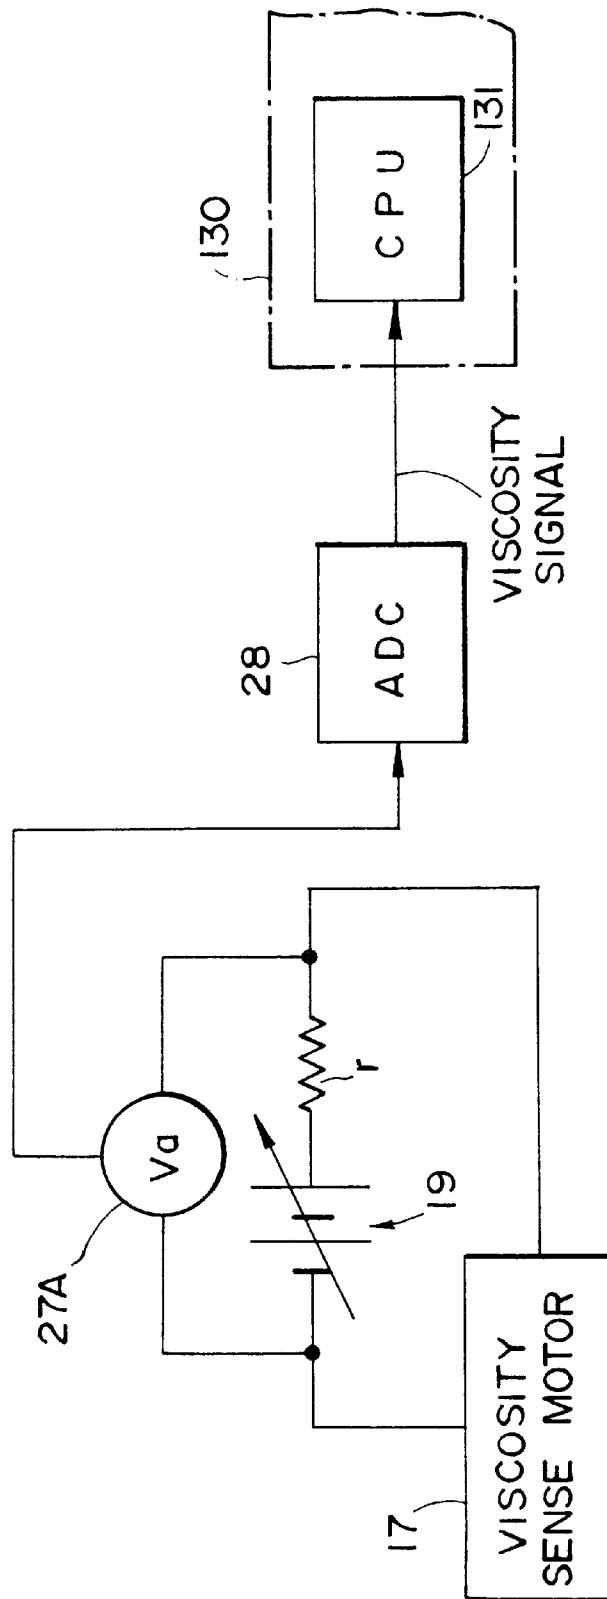 27A
Va
r
19
17
VISCOSITY
SENSE MOTOR
28
ADC
VISCOSITY
SIGNAL
130
CPU
131